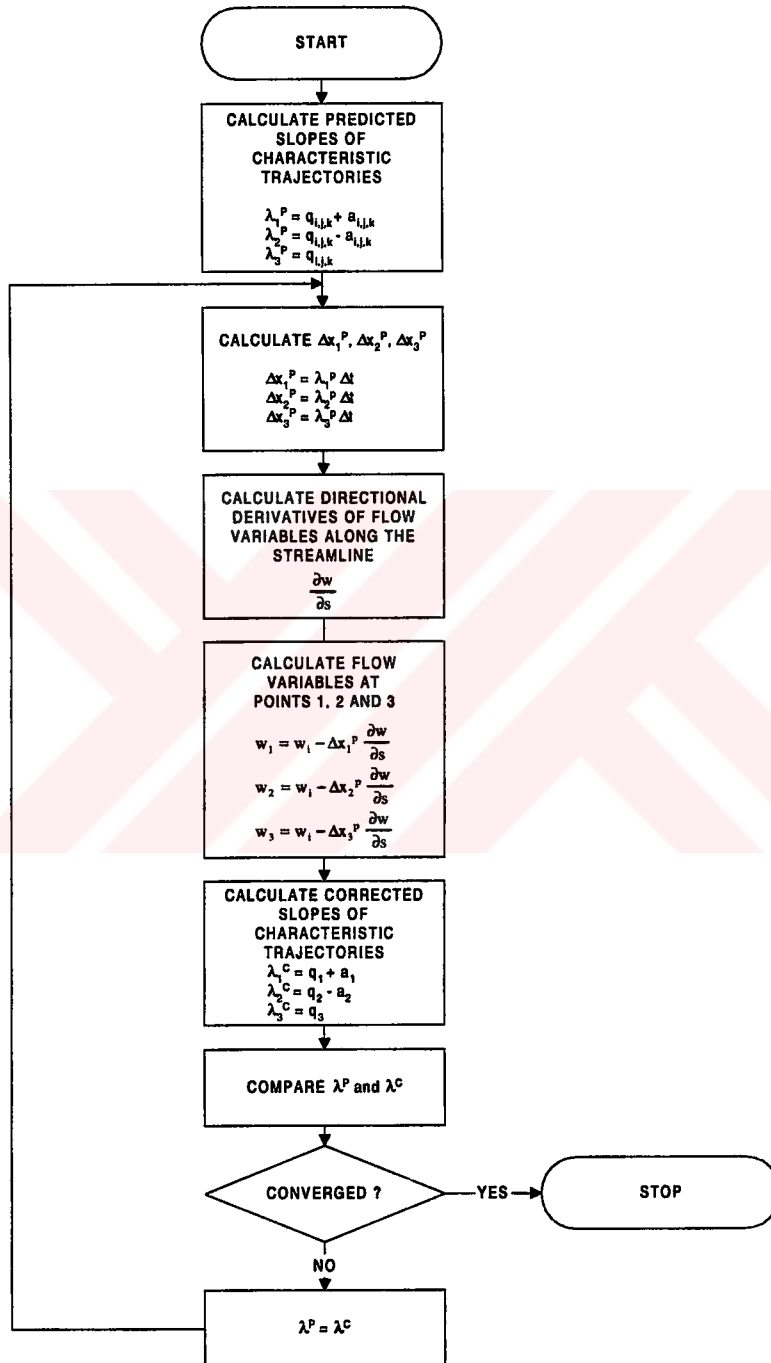 START
CALCULATE PREDICTED
SLOPES OF
CHARACTERISTIC
TRAJECTORIES
λ₁ᴾ = qᵢ,ⱼ,ₖ + aᵢ,ⱼ,ₖ
λ₂ᴾ = qᵢ,ⱼ,ₖ - aᵢ,ⱼ,ₖ
λ₃ᴾ = qᵢ,ⱼ,ₖ
CALCULATE Δx₁ᴾ, Δx₂ᴾ, Δx₃ᴾ
Δx₁ᴾ = λ₁ᵖ Δt
Δx₂ᴾ = λ₂ᵖ Δt
Δx₃ᴾ = λ₃ᵖ Δt
CALCULATE DIRECTIONAL
DERIVATIVES OF FLOW
VARIABLES ALONG THE
STREAMLINE
∂w/∂s
CALCULATE FLOW
VARIABLES AT
POINTS 1, 2 AND 3
w₁ = wᵢ − Δx₁ᵖ ∂w/∂s
w₂ = wᵢ − Δx₂ᵖ ∂w/∂s
w₃ = wᵢ − Δx₃ᵖ ∂w/∂s
CALCULATE CORRECTED
SLOPES OF
CHARACTERISTIC
TRAJECTORIES
λ₁ᶜ = q₁ + a₁
λ₂ᶜ = q₂ - a₂
λ₃ᶜ = q₃
COMPARE λᴾ and λᶜ
CONVERGED ?
YES
STOP
NO
λᴾ = λᶜ